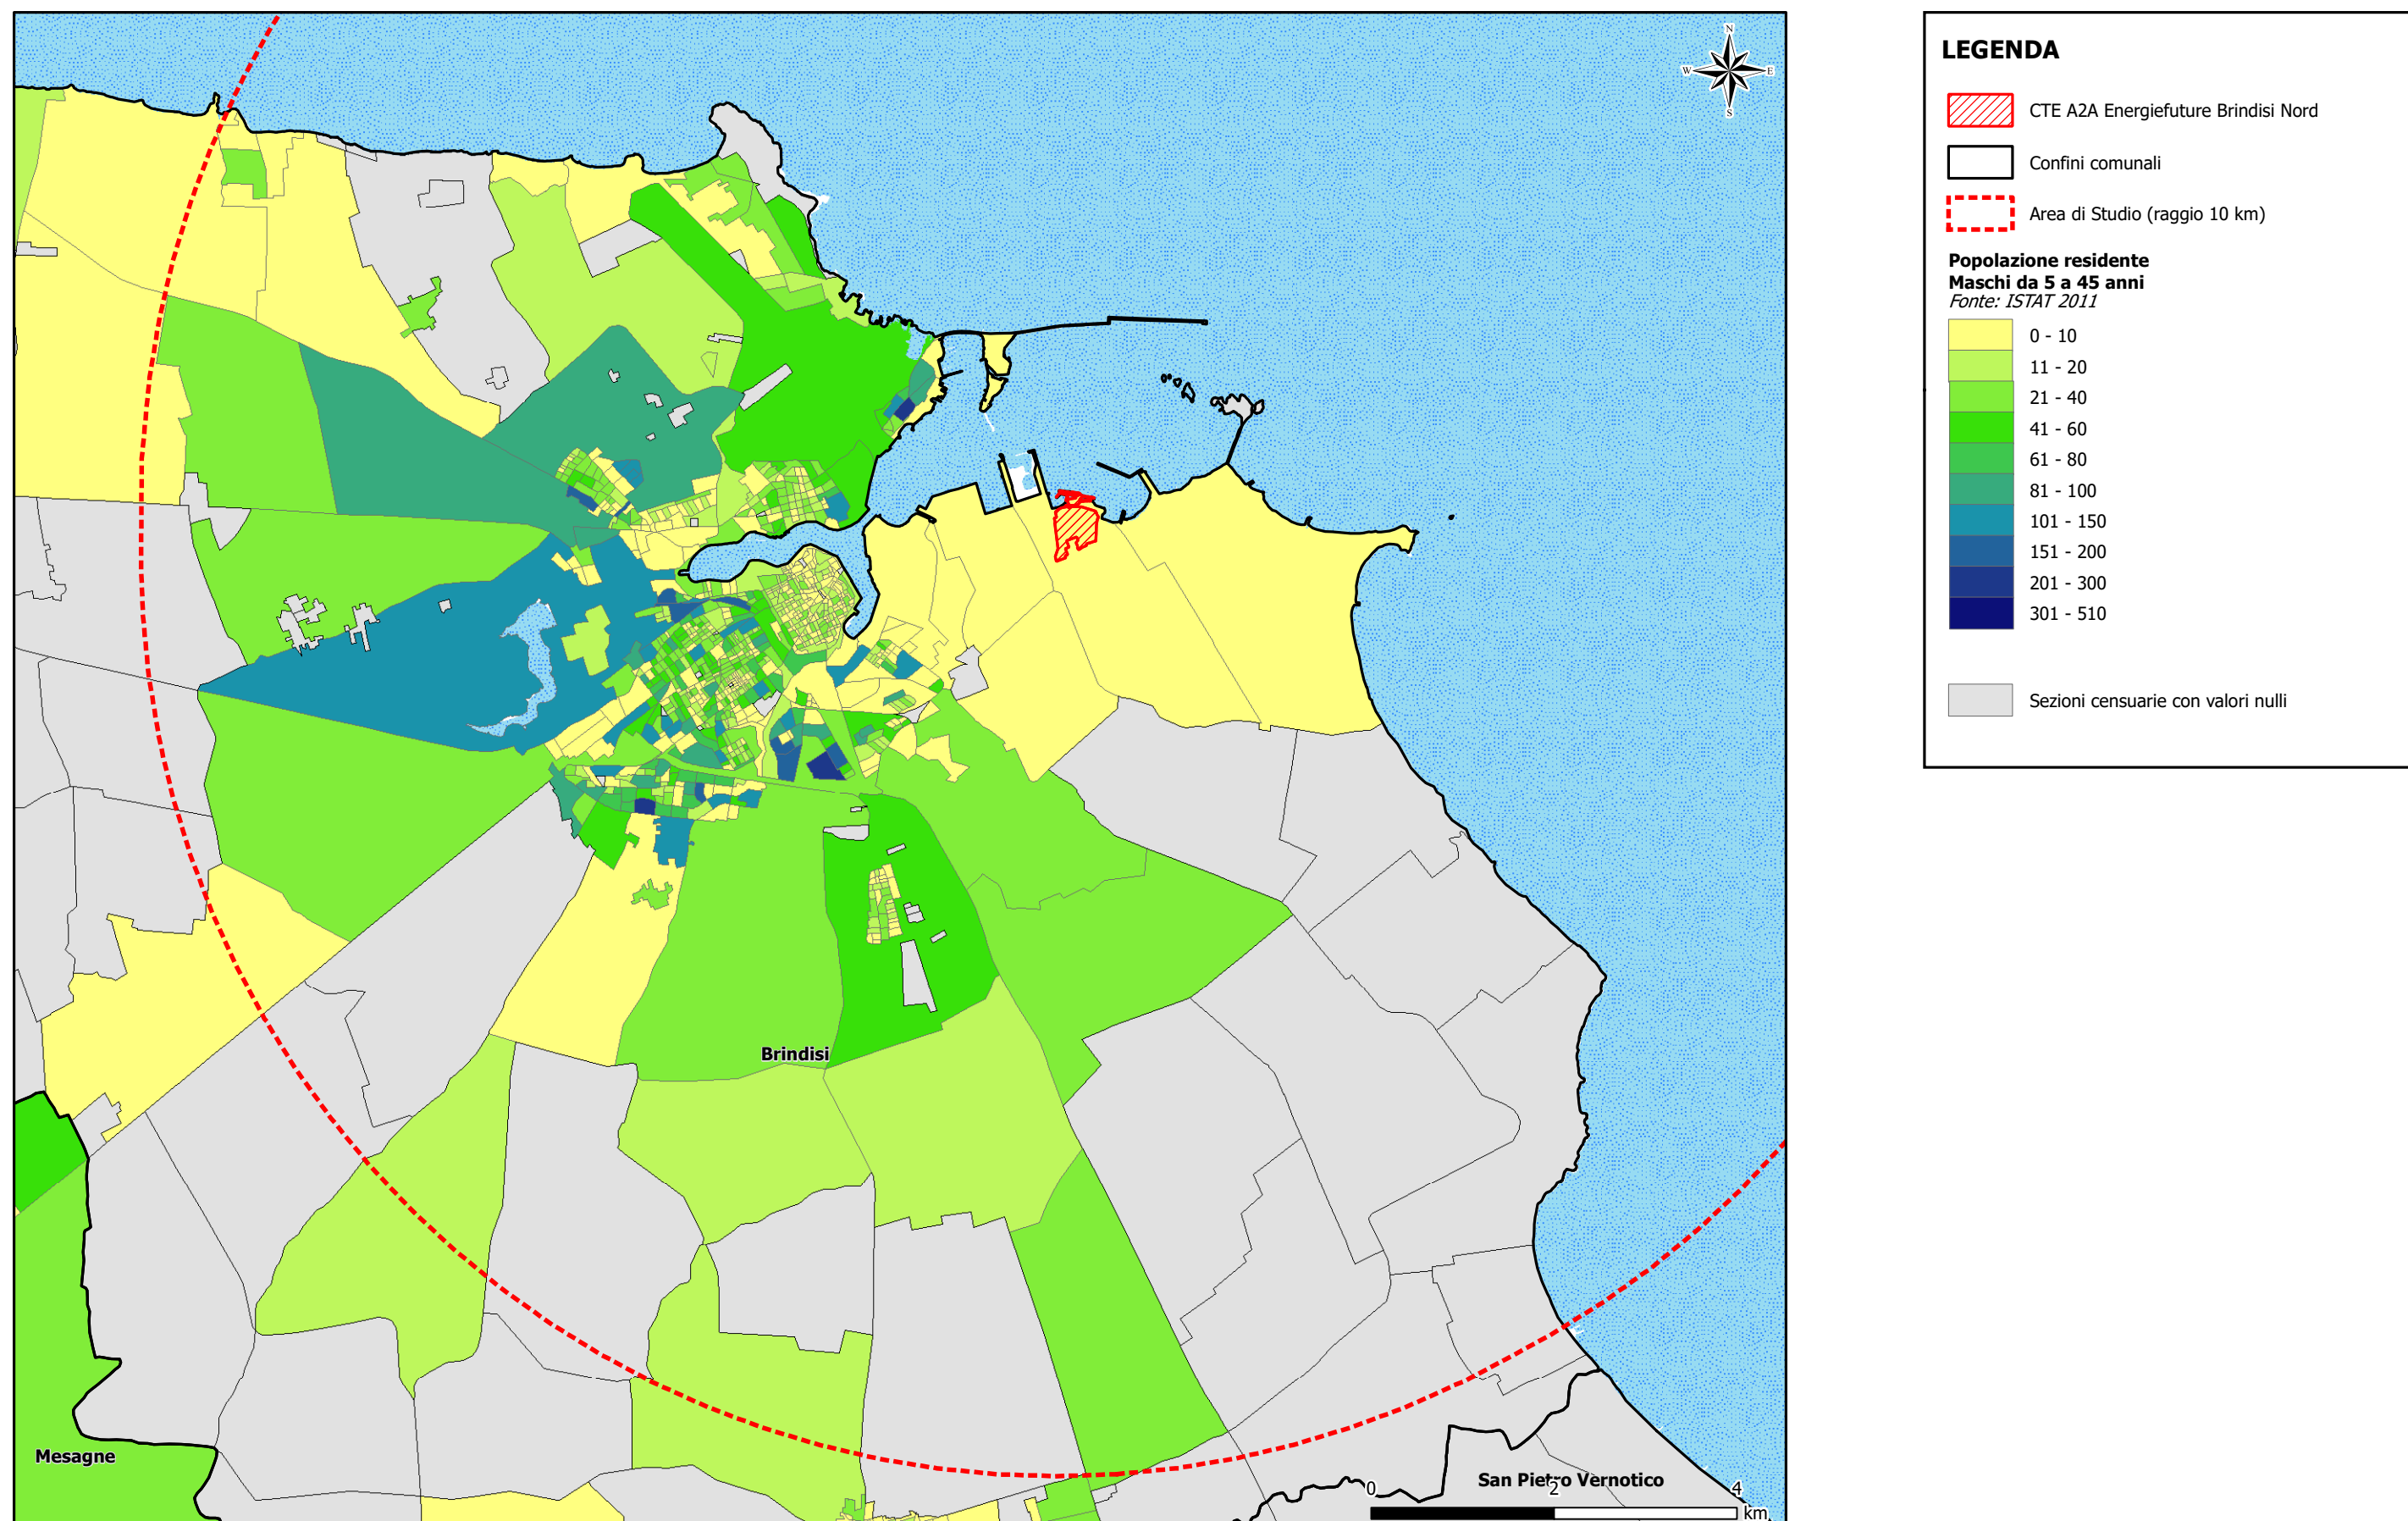 N
W E
S
Brindisi
Mesagne
San Pietro Vernotico
0 2 4
km
LEGENDA
CTE A2A Energiefuture Brindisi Nord
Confini comunali
Area di Studio (raggio 10 km)
Popolazione residente
Maschi da 5 a 45 anni
Fonte: ISTAT 2011
0 - 10
11 - 20
21 - 40
41 - 60
61 - 80
81 - 100
101 - 150
151 - 200
201 - 300
301 - 510
Sezioni censuarie con valori nulli